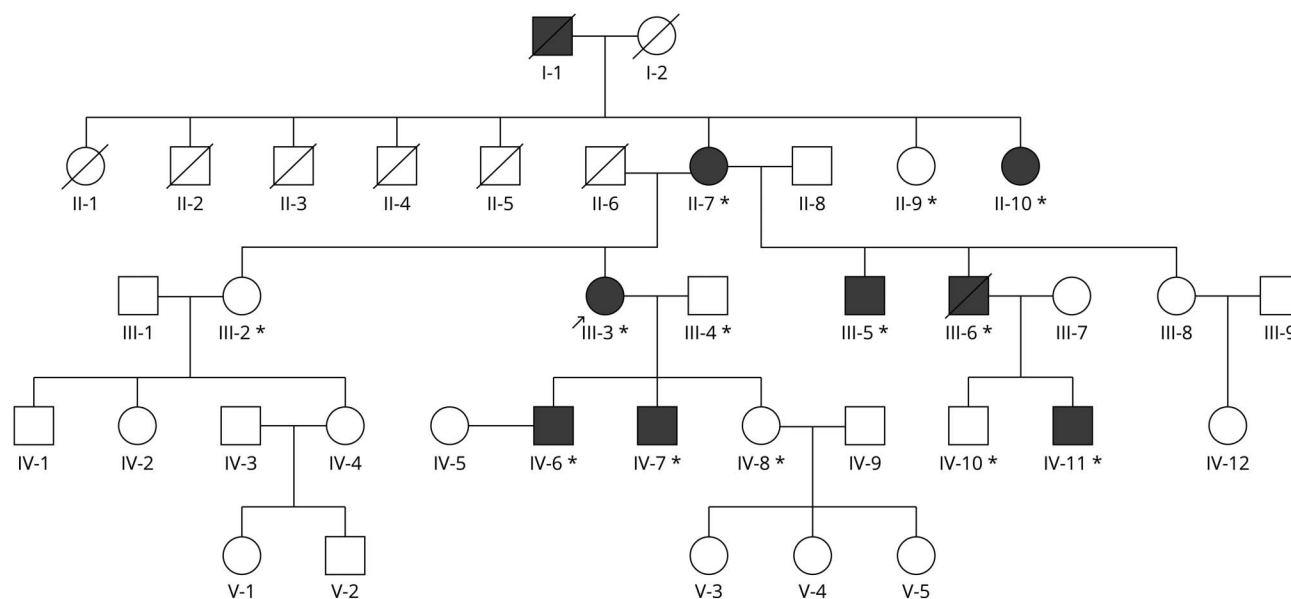 I-1 I-2
II-1 II-2 II-3 II-4 II-5 II-6 II-7 * II-8 II-9 * II-10 *
III-1 III-2 * III-3 * III-4 * III-5 * III-6 * III-7 III-8 III-9
IV-1 IV-2 IV-3 IV-4 IV-5 IV-6 * IV-7 * IV-8 * IV-9 IV-10 * IV-11 * IV-12
V-1 V-2 V-3 V-4 V-5